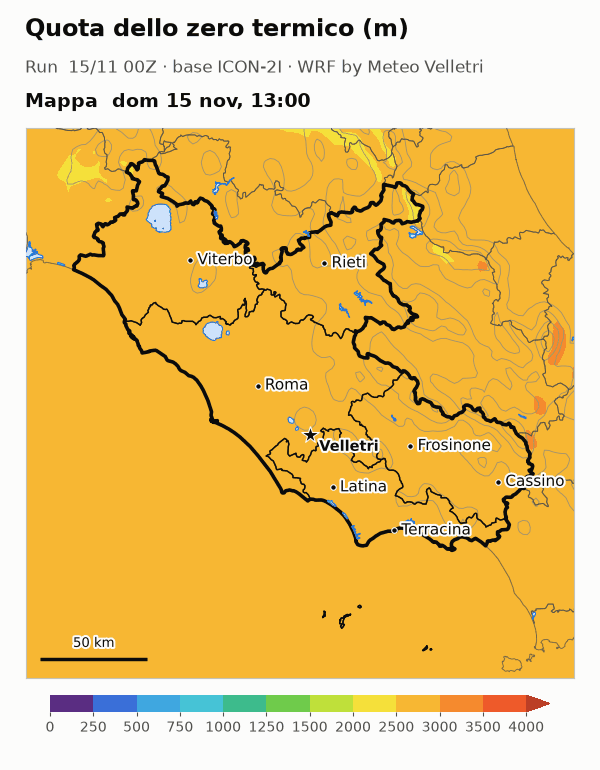 Quota dello zero termico (m)
Run  15/11 00Z · base ICON-2I · WRF by Meteo Velletri
Mappa  dom 15 nov, 13:00
Viterbo
Rieti
Roma
Velletri
Frosinone
Cassino
Latina
Terracina
50 km
0 250 500 750 1000 1250 1500 2000 2500 3000 3500 4000